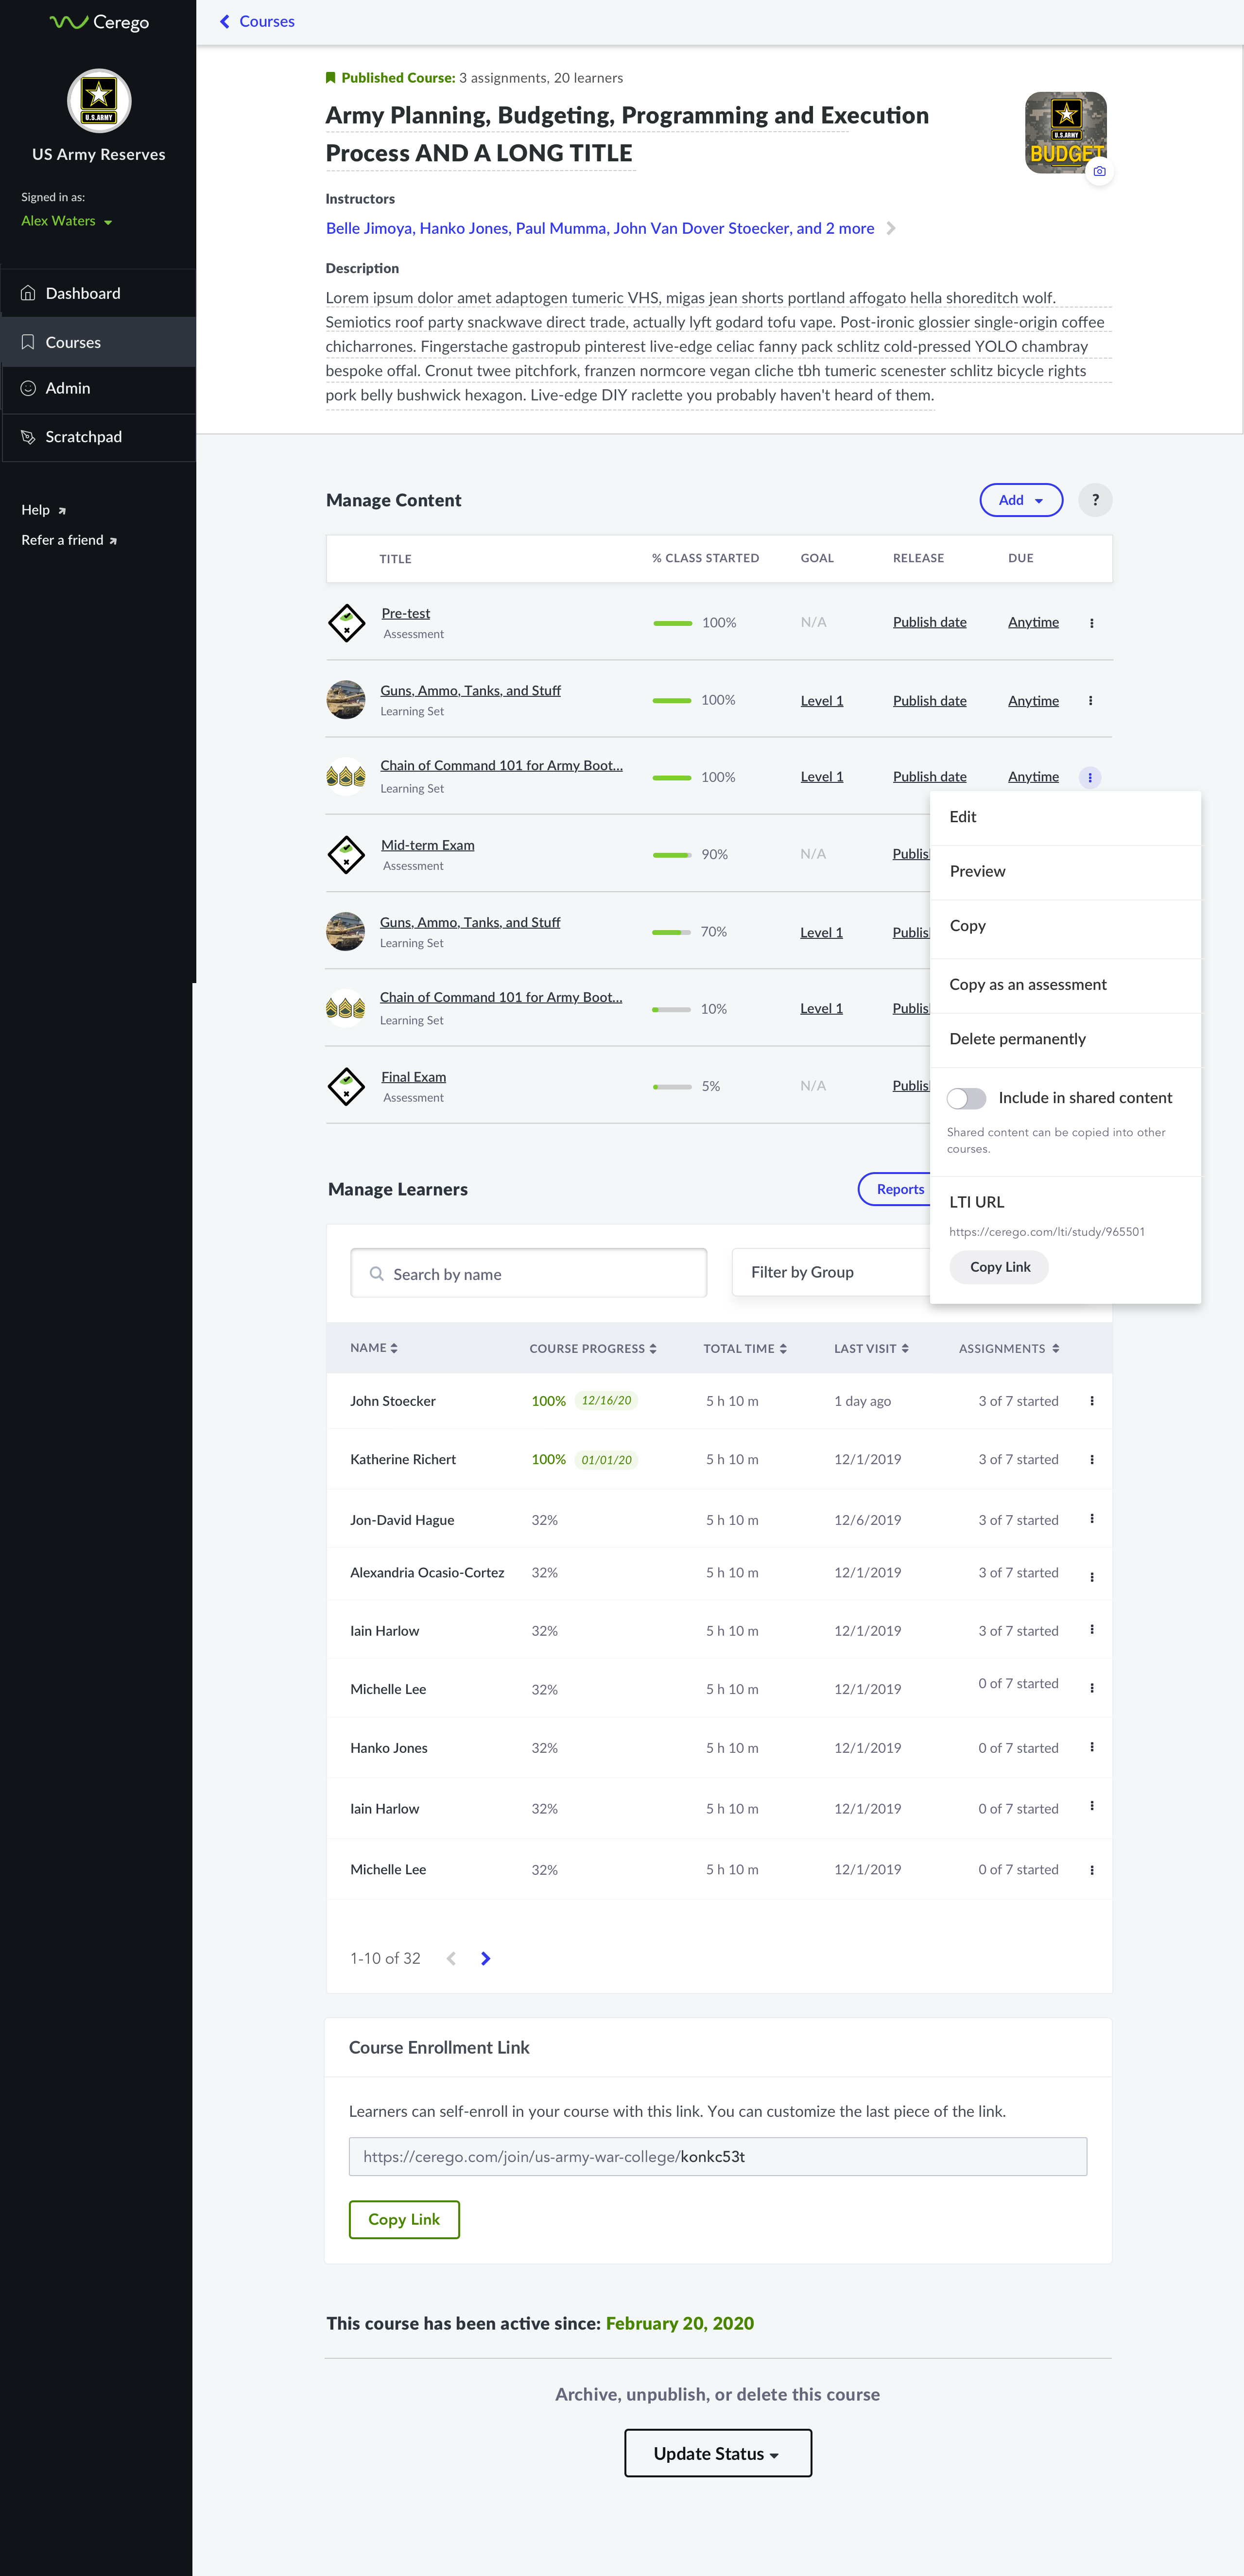 Cerego
U.S.ARMY
US Army Reserves
Signed in as:
Alex Waters
Dashboard
Courses
Admin
Scratchpad
Help
Refer a friend
Courses
Published Course: 3 assignments, 20 learners
Army Planning, Budgeting, Programming and Execution
Process AND A LONG TITLE
U.S.ARMY
BUDGET
Instructors
Belle Jimoya, Hanko Jones, Paul Mumma, John Van Dover Stoecker, and 2 more
Description
Lorem ipsum dolor amet adaptogen tumeric VHS, migas jean shorts portland affogato hella shoreditch wolf.
Semiotics roof party snackwave direct trade, actually lyft godard tofu vape. Post-ironic glossier single-origin coffee
chicharrones. Fingerstache gastropub pinterest live-edge celiac fanny pack schlitz cold-pressed YOLO chambray
bespoke offal. Cronut twee pitchfork, franzen normcore vegan cliche tbh tumeric scenester schlitz bicycle rights
pork belly bushwick hexagon. Live-edge DIY raclette you probably haven't heard of them.
Manage Content
Add
?
TITLE % CLASS STARTED GOAL RELEASE DUE
Pre-test
Assessment
100% N/A Publish date Anytime
Guns, Ammo, Tanks, and Stuff
Learning Set
100% Level 1 Publish date Anytime
Chain of Command 101 for Army Boot...
Learning Set
100% Level 1 Publish date Anytime
Mid-term Exam
Assessment
90% N/A Publis
Guns, Ammo, Tanks, and Stuff
Learning Set
70% Level 1 Publis
Chain of Command 101 for Army Boot...
Learning Set
10% Level 1 Publis
Final Exam
Assessment
5% N/A Publis
Edit
Preview
Copy
Copy as an assessment
Delete permanently
Include in shared content
Shared content can be copied into other
courses.
LTI URL
https://cerego.com/lti/study/965501
Copy Link
Manage Learners
Reports
Search by name
Filter by Group
NAME COURSE PROGRESS TOTAL TIME LAST VISIT ASSIGNMENTS
John Stoecker 100% 12/16/20 5 h 10 m 1 day ago 3 of 7 started
Katherine Richert 100% 01/01/20 5 h 10 m 12/1/2019 3 of 7 started
Jon-David Hague 32% 5 h 10 m 12/6/2019 3 of 7 started
Alexandria Ocasio-Cortez 32% 5 h 10 m 12/1/2019 3 of 7 started
Iain Harlow 32% 5 h 10 m 12/1/2019 3 of 7 started
Michelle Lee 32% 5 h 10 m 12/1/2019 0 of 7 started
Hanko Jones 32% 5 h 10 m 12/1/2019 0 of 7 started
Iain Harlow 32% 5 h 10 m 12/1/2019 0 of 7 started
Michelle Lee 32% 5 h 10 m 12/1/2019 0 of 7 started
1-10 of 32
Course Enrollment Link
Learners can self-enroll in your course with this link. You can customize the last piece of the link.
https://cerego.com/join/us-army-war-college/konkc53t
Copy Link
This course has been active since: February 20, 2020
Archive, unpublish, or delete this course
Update Status